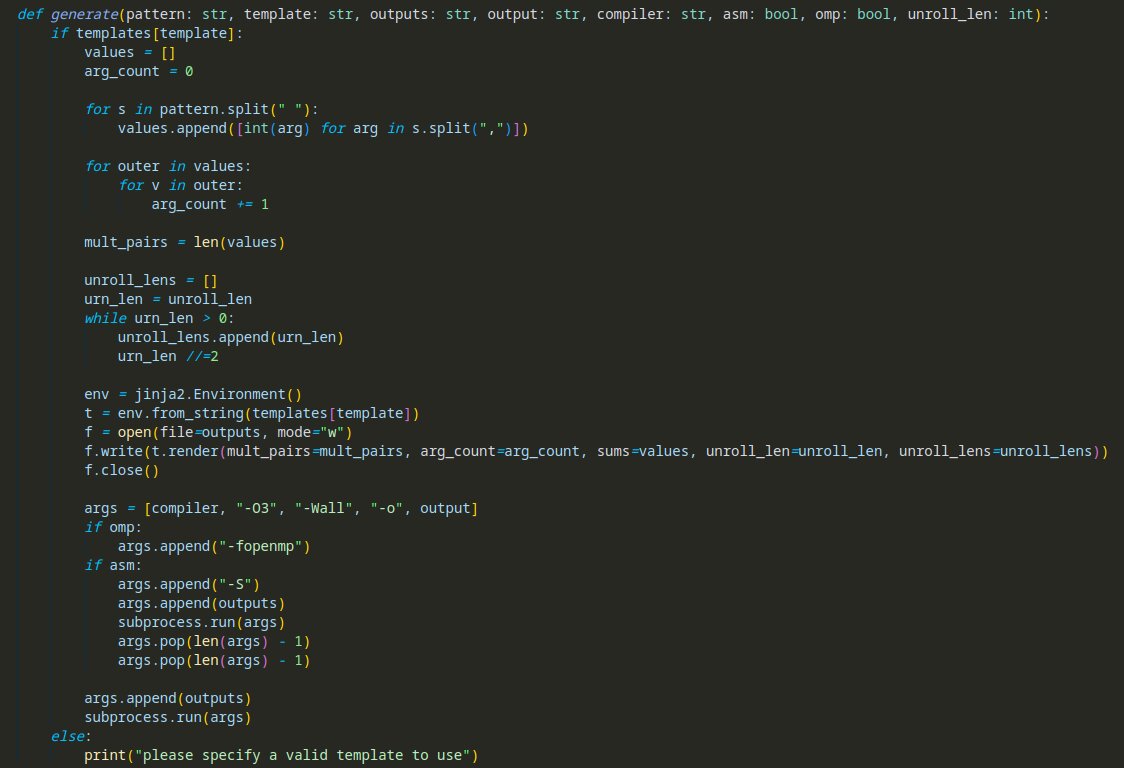 def generate(pattern: str, template: str, outputs: str, output: str, compiler: str, asm: bool, omp: bool, unroll_len: int):
    if templates[template]:
        values = []
        arg_count = 0

        for s in pattern.split(" "):
            values.append([int(arg) for arg in s.split(",")])

        for outer in values:
            for v in outer:
                arg_count += 1

        mult_pairs = len(values)

        unroll_lens = []
        urn_len = unroll_len
        while urn_len > 0:
            unroll_lens.append(urn_len)
            urn_len //=2

        env = jinja2.Environment()
        t = env.from_string(templates[template])
        f = open(file=outputs, mode="w")
        f.write(t.render(mult_pairs=mult_pairs, arg_count=arg_count, sums=values, unroll_len=unroll_len, unroll_lens=unroll_lens))
        f.close()

        args = [compiler, "-O3", "-Wall", "-o", output]
        if omp:
            args.append("-fopenmp")
        if asm:
            args.append("-S")
            args.append(outputs)
            subprocess.run(args)
            args.pop(len(args) - 1)
            args.pop(len(args) - 1)

        args.append(outputs)
        subprocess.run(args)
    else:
        print("please specify a valid template to use")